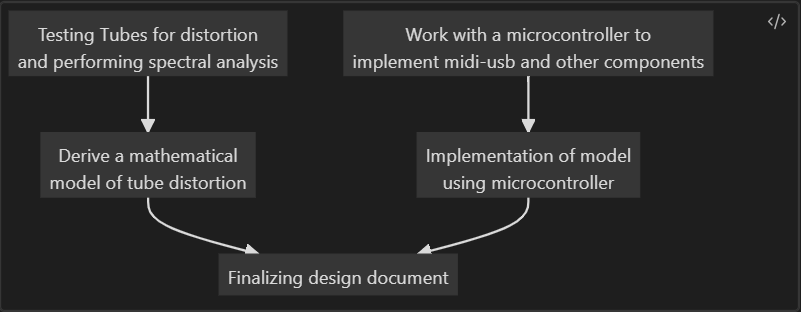 Testing Tubes for distortion
and performing spectral analysis
Work with a microcontroller to
implement midi-usb and other components
Derive a mathematical
model of tube distortion
Implementation of model
using microcontroller
Finalizing design document